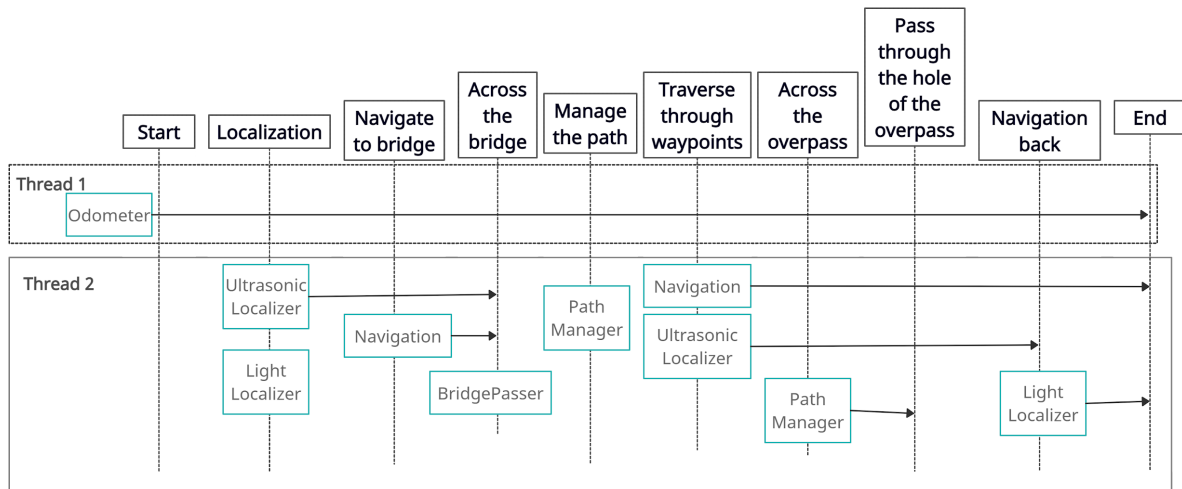 Pass
through
the hole
of the
overpass
Across
the
bridge
Traverse
through
waypoints
Across
the
overpass
Manage
the path
Navigate
to bridge
Navigation
back
Start
Localization
End
Thread 1
Odometer
Thread 2
Ultrasonic
Localizer
Navigation
Light
Localizer
BridgePasser
Path
Manager
Navigation
Ultrasonic
Localizer
Path
Manager
Light
Localizer